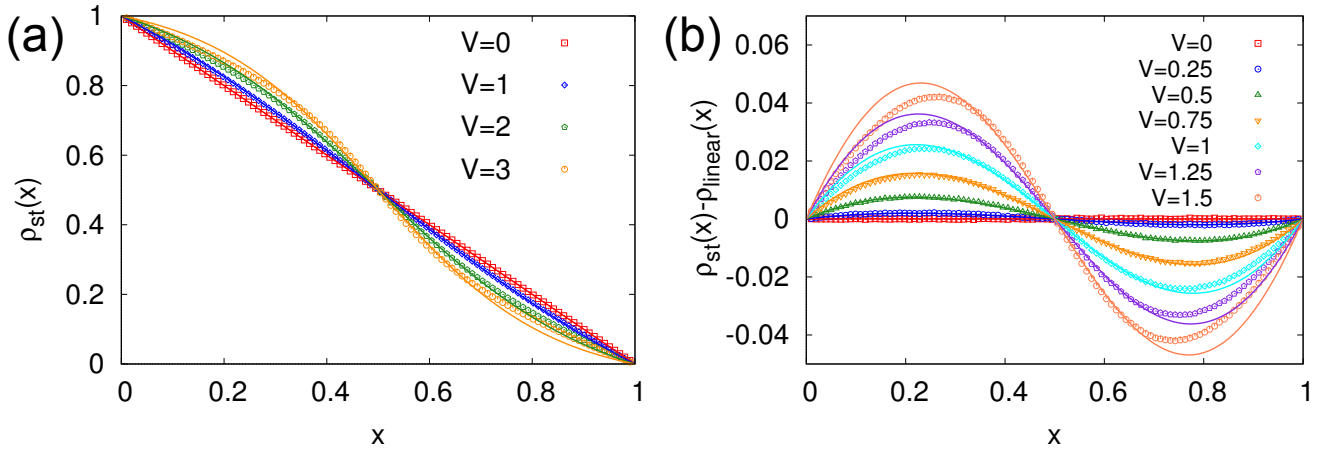 (a)
1
0.8
0.6
0.4
0.2
0
0 0.2 0.4 0.6 0.8 1
ρst(x)
x
V=0
V=1
V=2
V=3
(b)
0.06
0.04
0.02
0
-0.02
-0.04
0 0.2 0.4 0.6 0.8 1
ρst(x)-ρlinear(x)
x
V=0
V=0.25
V=0.5
V=0.75
V=1
V=1.25
V=1.5